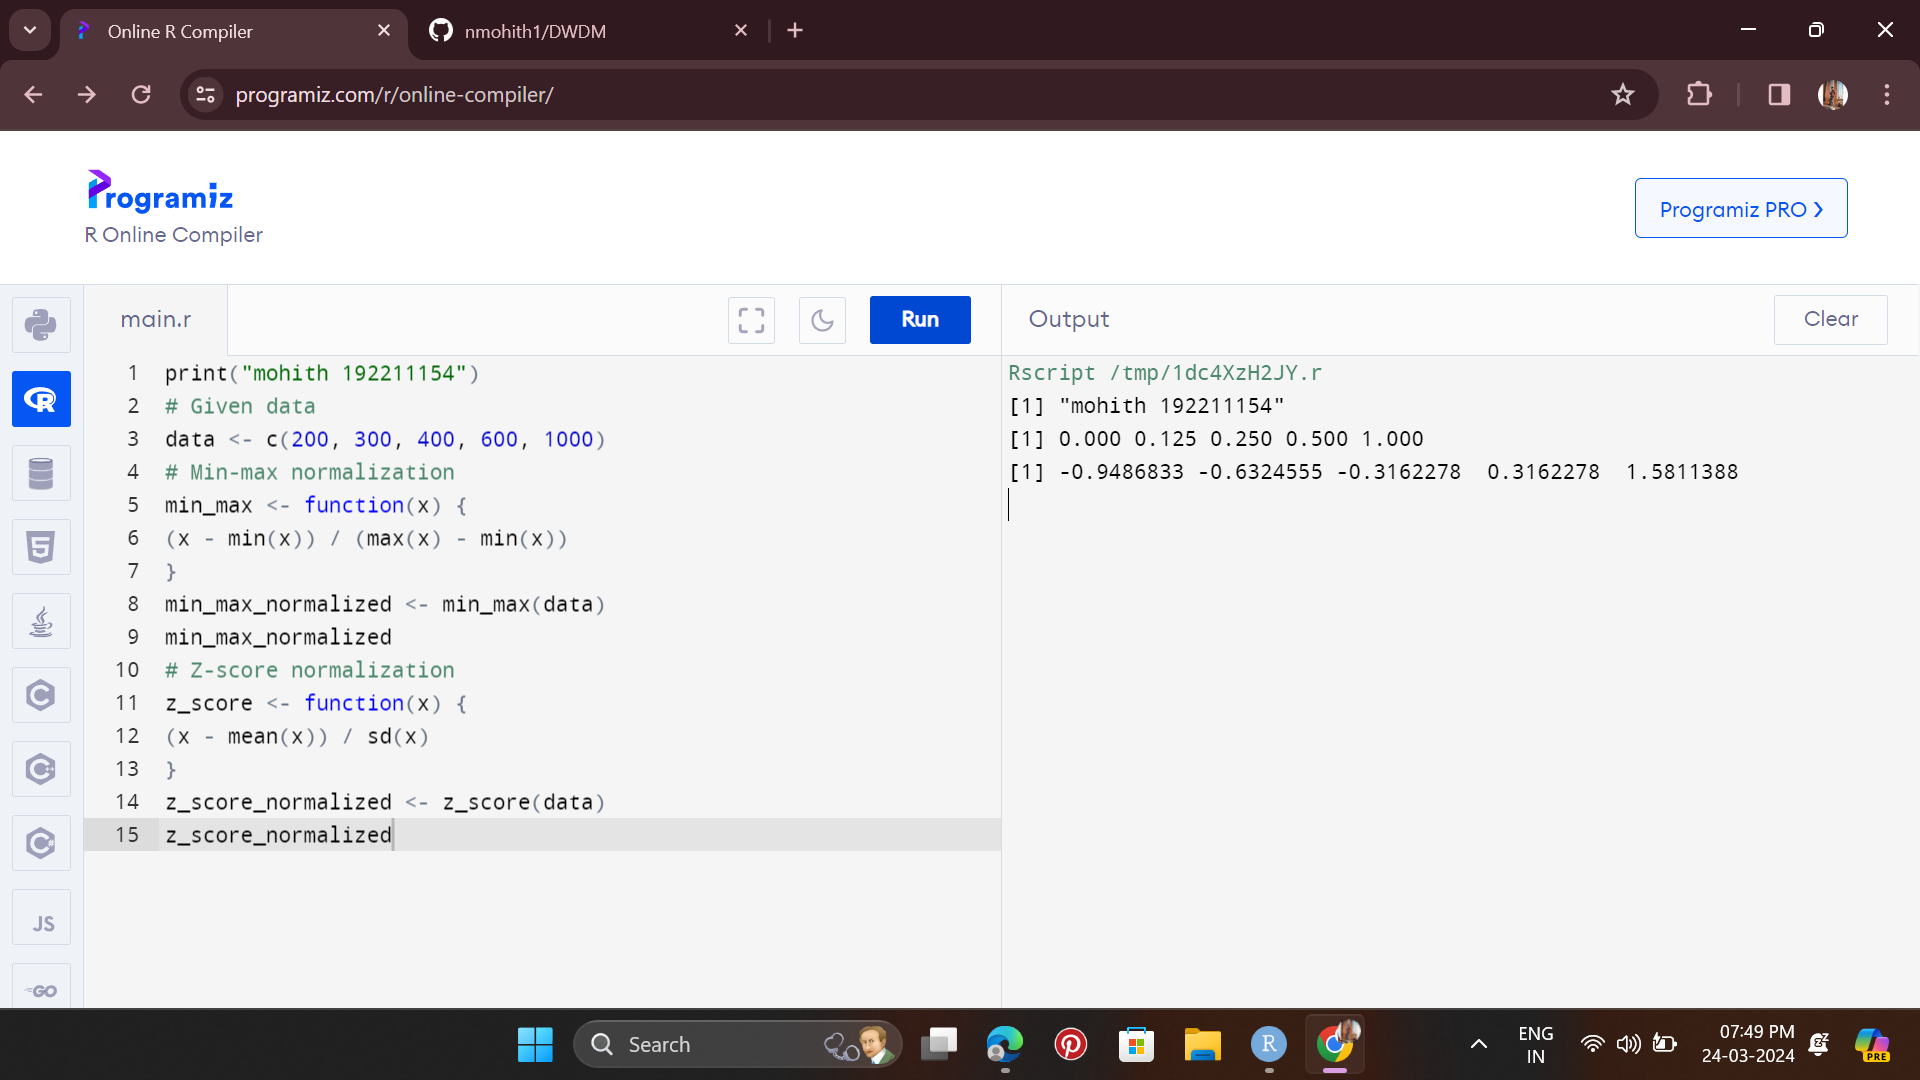 Online R Compiler
nmohith1/DWDM
programiz.com/r/online-compiler/
Programiz
R Online Compiler
Programiz PRO ❯
main.r
Run
Output
Clear
1 print("mohith 192211154")
2 # Given data
3 data <- c(200, 300, 400, 600, 1000)
4 # Min-max normalization
5 min_max <- function(x) {
6 (x - min(x)) / (max(x) - min(x))
7 }
8 min_max_normalized <- min_max(data)
9 min_max_normalized
10 # Z-score normalization
11 z_score <- function(x) {
12 (x - mean(x)) / sd(x)
13 }
14 z_score_normalized <- z_score(data)
15 z_score_normalized
Rscript /tmp/1dc4XzH2JY.r
[1] "mohith 192211154"
[1] 0.000 0.125 0.250 0.500 1.000
[1] -0.9486833 -0.6324555 -0.3162278  0.3162278  1.5811388
R
5
C
C++
C#
JS
GO
Search
R
ENG
IN
07:49 PM
24-03-2024
PRE